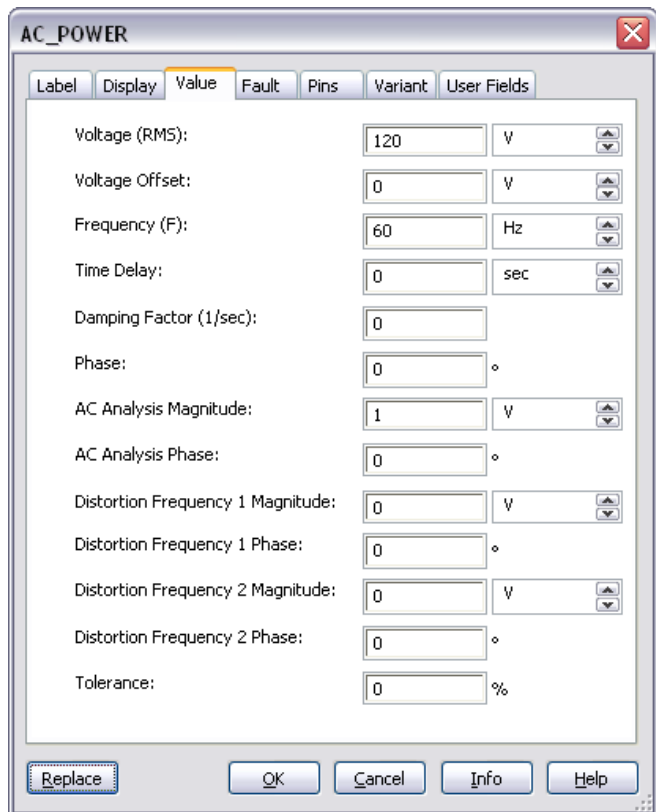 AC_POWER
Label Display Value Fault Pins Variant User Fields
Voltage (RMS): 120 V
Voltage Offset: 0 V
Frequency (F): 60 Hz
Time Delay: 0 sec
Damping Factor (1/sec): 0
Phase: 0 °
AC Analysis Magnitude: 1 V
AC Analysis Phase: 0 °
Distortion Frequency 1 Magnitude: 0 V
Distortion Frequency 1 Phase: 0 °
Distortion Frequency 2 Magnitude: 0 V
Distortion Frequency 2 Phase: 0 °
Tolerance: 0 %
Replace OK Cancel Info Help